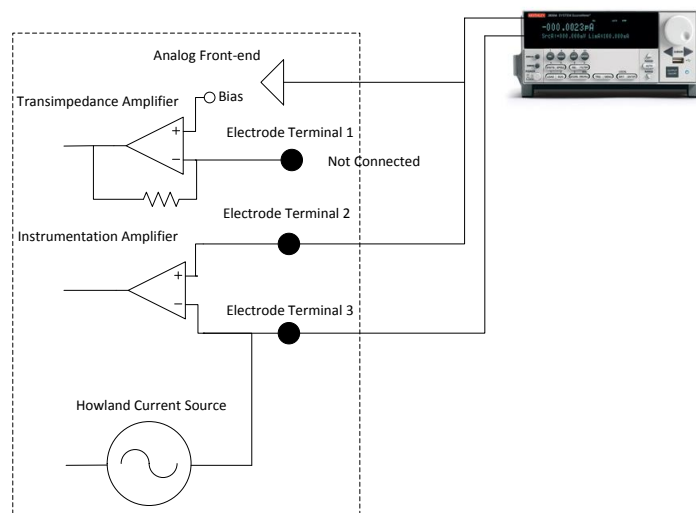 Analog Front-end
Transimpedance Amplifier
Bias
Electrode Terminal 1
Not Connected
Electrode Terminal 2
Instrumentation Amplifier
Electrode Terminal 3
Howland Current Source
+
−
+
−
-000.0023mA